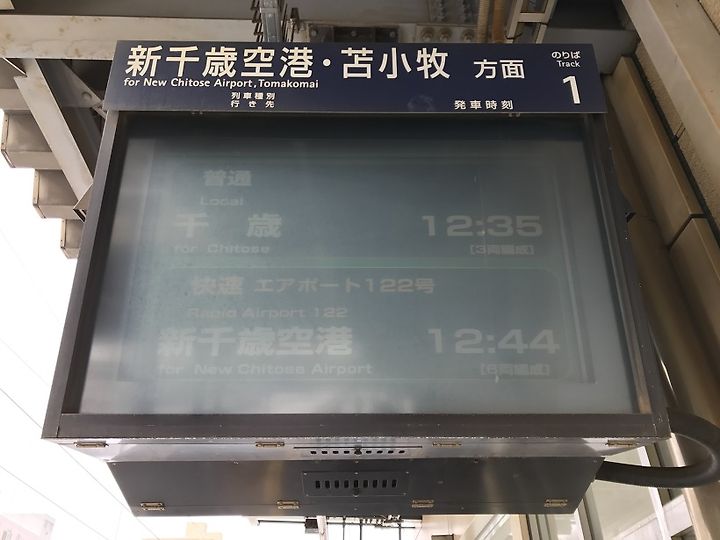 新千歳空港・苫小牧 方面
for New Chitose Airport, Tomakomai
のりば
Track
1
列車種別
行き先
発車時刻
普通
Local
千歳 12:35
for Chitose [3両編成]
快速 エアポート122号
Rapid Airport 122
新千歳空港 12:44
for New Chitose Airport [6両編成]